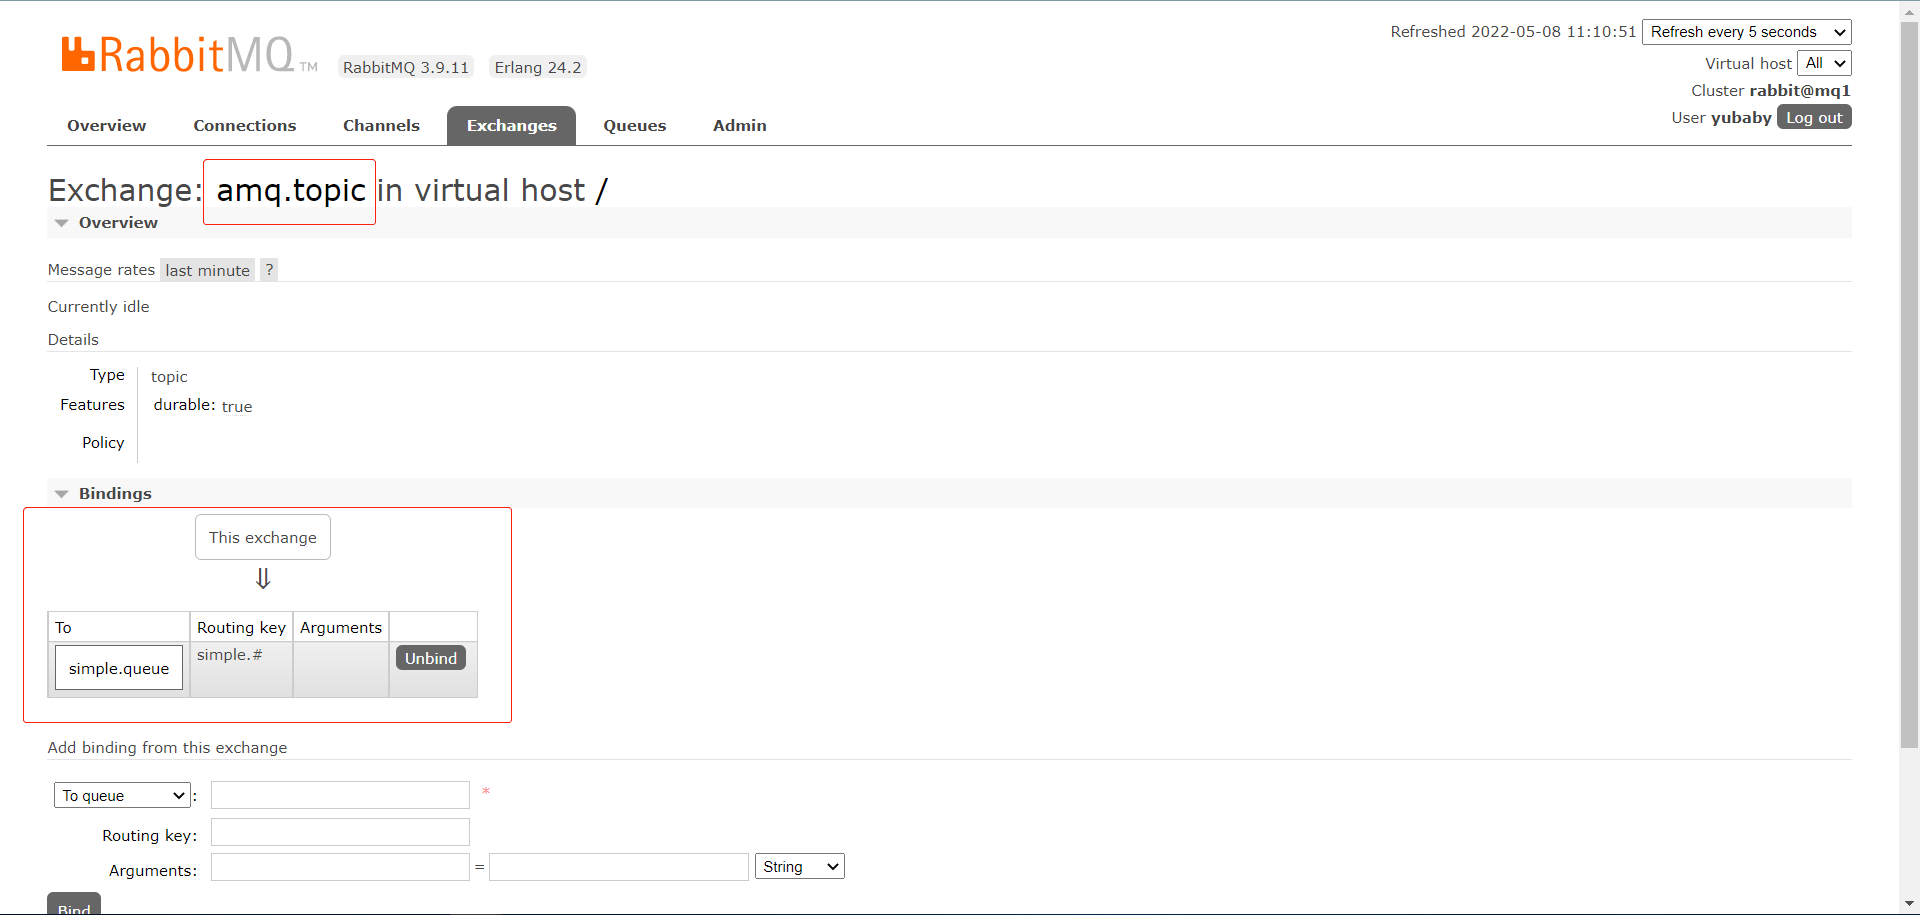 Refreshed 2022-05-08 11:10:51 Refresh every 5 seconds
RabbitMQ TM RabbitMQ 3.9.11 Erlang 24.2
Virtual host All
Cluster rabbit@mq1
User yubaby Log out
Overview Connections Channels Exchanges Queues Admin
Exchange: amq.topic in virtual host /
Overview
Message rates last minute ?
Currently idle
Details
Type topic
Features durable: true
Policy
Bindings
This exchange
⇓
To Routing key Arguments
simple.queue simple.# Unbind
Add binding from this exchange
To queue : *
Routing key:
Arguments: = String
Bind